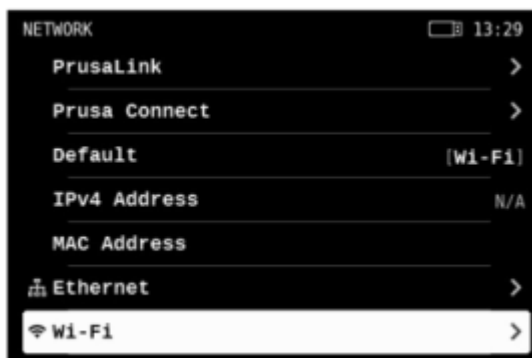 NETWORK 13:29
PrusaLink >
Prusa Connect >
Default [Wi-Fi]
IPv4 Address N/A
MAC Address
Ethernet >
Wi-Fi >